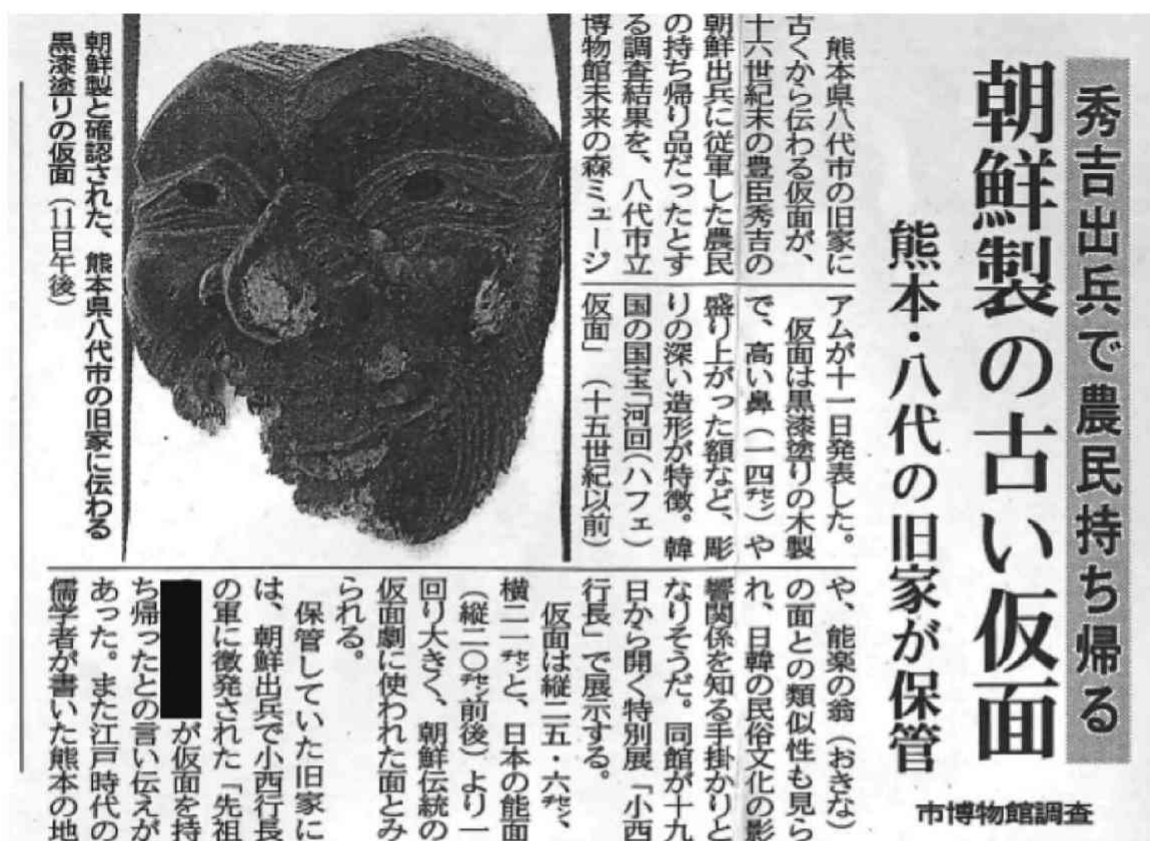 秀吉出兵で農民持ち帰る
朝鮮製の古い仮面
熊本・八代の旧家が保管
市博物館調査
熊本県八代市の旧家に
古くから伝わる仮面が、
十六世紀末の豊臣秀吉の
朝鮮出兵に従軍した農民
の持ち帰り品だったとす
る調査結果を、八代市立
博物館未来の森ミュージ
アムが十一日発表した。
仮面は黒漆塗りの木製
で、高い鼻（一四㌢）や
盛り上がった額など、彫
りの深い造形が特徴。韓
国の国宝「河回（ハフェ）
仮面」（十五世紀以前）
や、能楽の翁（おきな）
の面との類似性も見ら
れ、日韓の民俗文化の影
響関係を知る手掛かりと
なりそうだ。同館が十九
日から開く特別展「小西
行長」で展示する。
仮面は縦二五・六㌢、
横二一㌢と、日本の能面
（縦二〇㌢前後）より一
回り大きく、朝鮮伝統の
仮面劇に使われた面とみ
られる。
保管していた旧家に
は、朝鮮出兵で小西行長
の軍に徴発された「先祖
が仮面を持
ち帰ったとの言い伝えが
あった。また江戸時代の
儒学者が書いた熊本の地
朝鮮製と確認された、熊本県八代市の旧家に伝わる
黒漆塗りの仮面（11日午後）